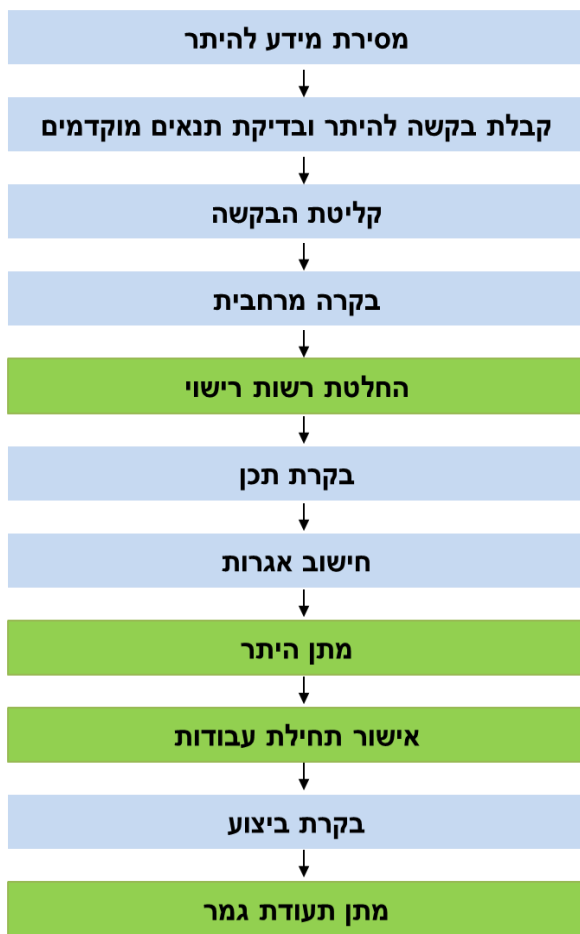 מסירת מידע להיתר
קבלת בקשה להיתר ובדיקת תנאים מוקדמים
קליטת הבקשה
בקרה מרחבית
החלטת רשות רישוי
בקרת תכן
חישוב אגרות
מתן היתר
אישור תחילת עבודות
בקרת ביצוע
מתן תעודת גמר